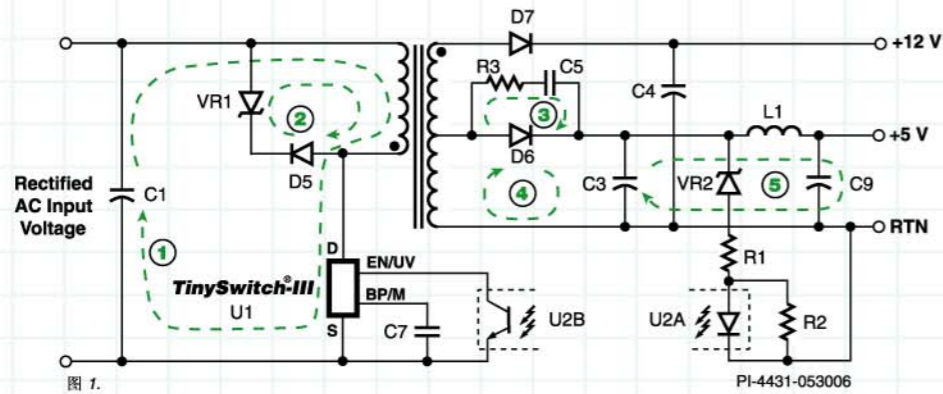 D7
+12 V
R3
C5
C4
VR1
2
3
L1
+5 V
D6
D5
Rectified
AC Input
Voltage
C1
4
C3
VR2
5
C9
RTN
1
D
EN/UV
R1
TinySwitch®-III
U1
BP/M
S
C7
U2B
U2A
R2
图 1.
PI-4431-053006